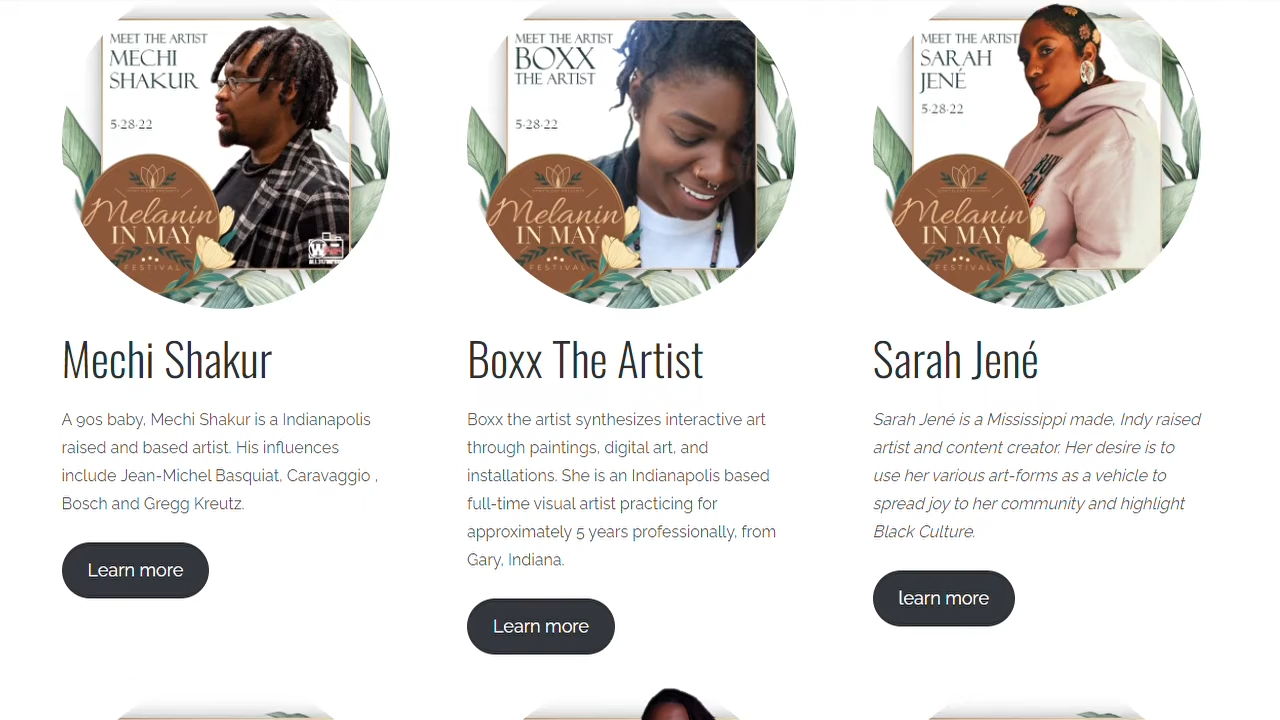 MEET THE ARTIST
MECHI
SHAKUR
5·28·22
Melanin
IN MAY
FESTIVAL
MEET THE ARTIST
BOXX
THE ARTIST
5·28·22
Melanin
IN MAY
FESTIVAL
MEET THE ARTIST
SARAH
JENÉ
5·28·22
Melanin
IN MAY
FESTIVAL
Mechi Shakur
A 90s baby, Mechi Shakur is a Indianapolis
raised and based artist. His influences
include Jean-Michel Basquiat, Caravaggio ,
Bosch and Gregg Kreutz.
Learn more
Boxx The Artist
Boxx the artist synthesizes interactive art
through paintings, digital art, and
installations. She is an Indianapolis based
full-time visual artist practicing for
approximately 5 years professionally, from
Gary, Indiana.
Learn more
Sarah Jené
Sarah Jené is a Mississippi made, Indy raised
artist and content creator. Her desire is to
use her various art-forms as a vehicle to
spread joy to her community and highlight
Black Culture.
learn more